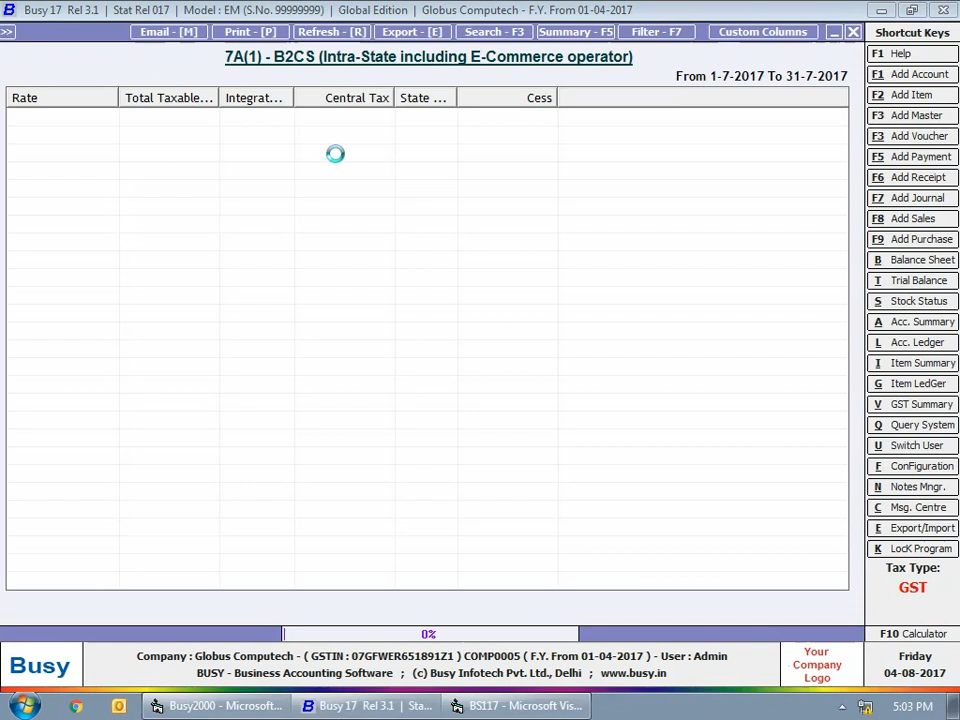 Busy 17 Rel 3.1 | Stat Rel 017 | Model : EM (S.No. 99999999) | Global Edition | Globus Computech - F.Y. From 01-04-2017
>> Email - [M] Print - [P] Refresh - [R] Export - [E] Search - F3 Summary - F5 Filter - F7 Custom Columns
7A(1) - B2CS (Intra-State including E-Commerce operator)
From 1-7-2017 To 31-7-2017
Rate Total Taxable... Integrat... Central Tax State ... Cess
Shortcut Keys
F1 Help
F1 Add Account
F2 Add Item
F3 Add Master
F3 Add Voucher
F5 Add Payment
F6 Add Receipt
F7 Add Journal
F8 Add Sales
F9 Add Purchase
B Balance Sheet
T Trial Balance
S Stock Status
A Acc. Summary
L Acc. Ledger
I Item Summary
G Item LedGer
V GST Summary
Q Query System
U Switch User
F ConFiguration
N Notes Mngr.
C Msg. Centre
E Export/Import
K LocK Program
Tax Type:
GST
F10 Calculator
0%
Busy
Company : Globus Computech - ( GSTIN : 07GFWER651891Z1 ) COMP0005 ( F.Y. From 01-04-2017 ) - User : Admin
BUSY - Business Accounting Software ; (c) Busy Infotech Pvt. Ltd., Delhi ; www.busy.in
Your
Company
Logo
Friday
04-08-2017
Busy2000 - Microsoft... Busy 17 Rel 3.1 | Sta... BS117 - Microsoft Vis... 5:03 PM